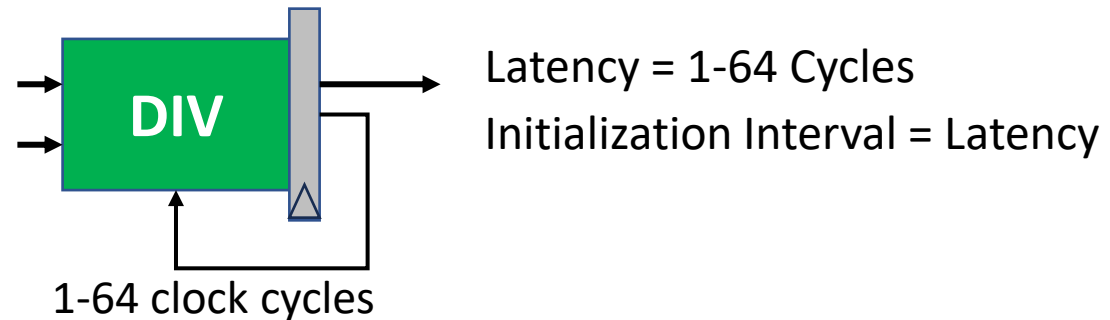 DIV
Latency = 1-64 Cycles
Initialization Interval = Latency
1-64 clock cycles